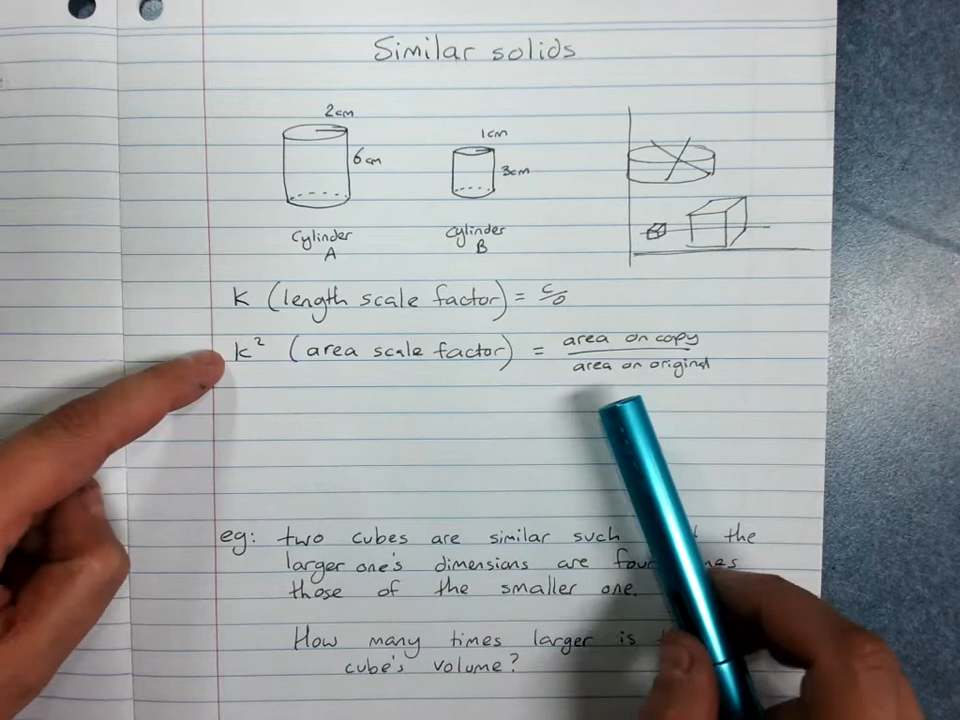 Similar solids
2cm
6cm
1cm
3cm
Cylinder
A
Cylinder
B
K (length scale factor) = c/o
K² (area scale factor) = area on copy
area on original
eg: two cubes are similar such the
larger one's dimensions are
those of the smaller one.
How many times larger is
cube's volume?